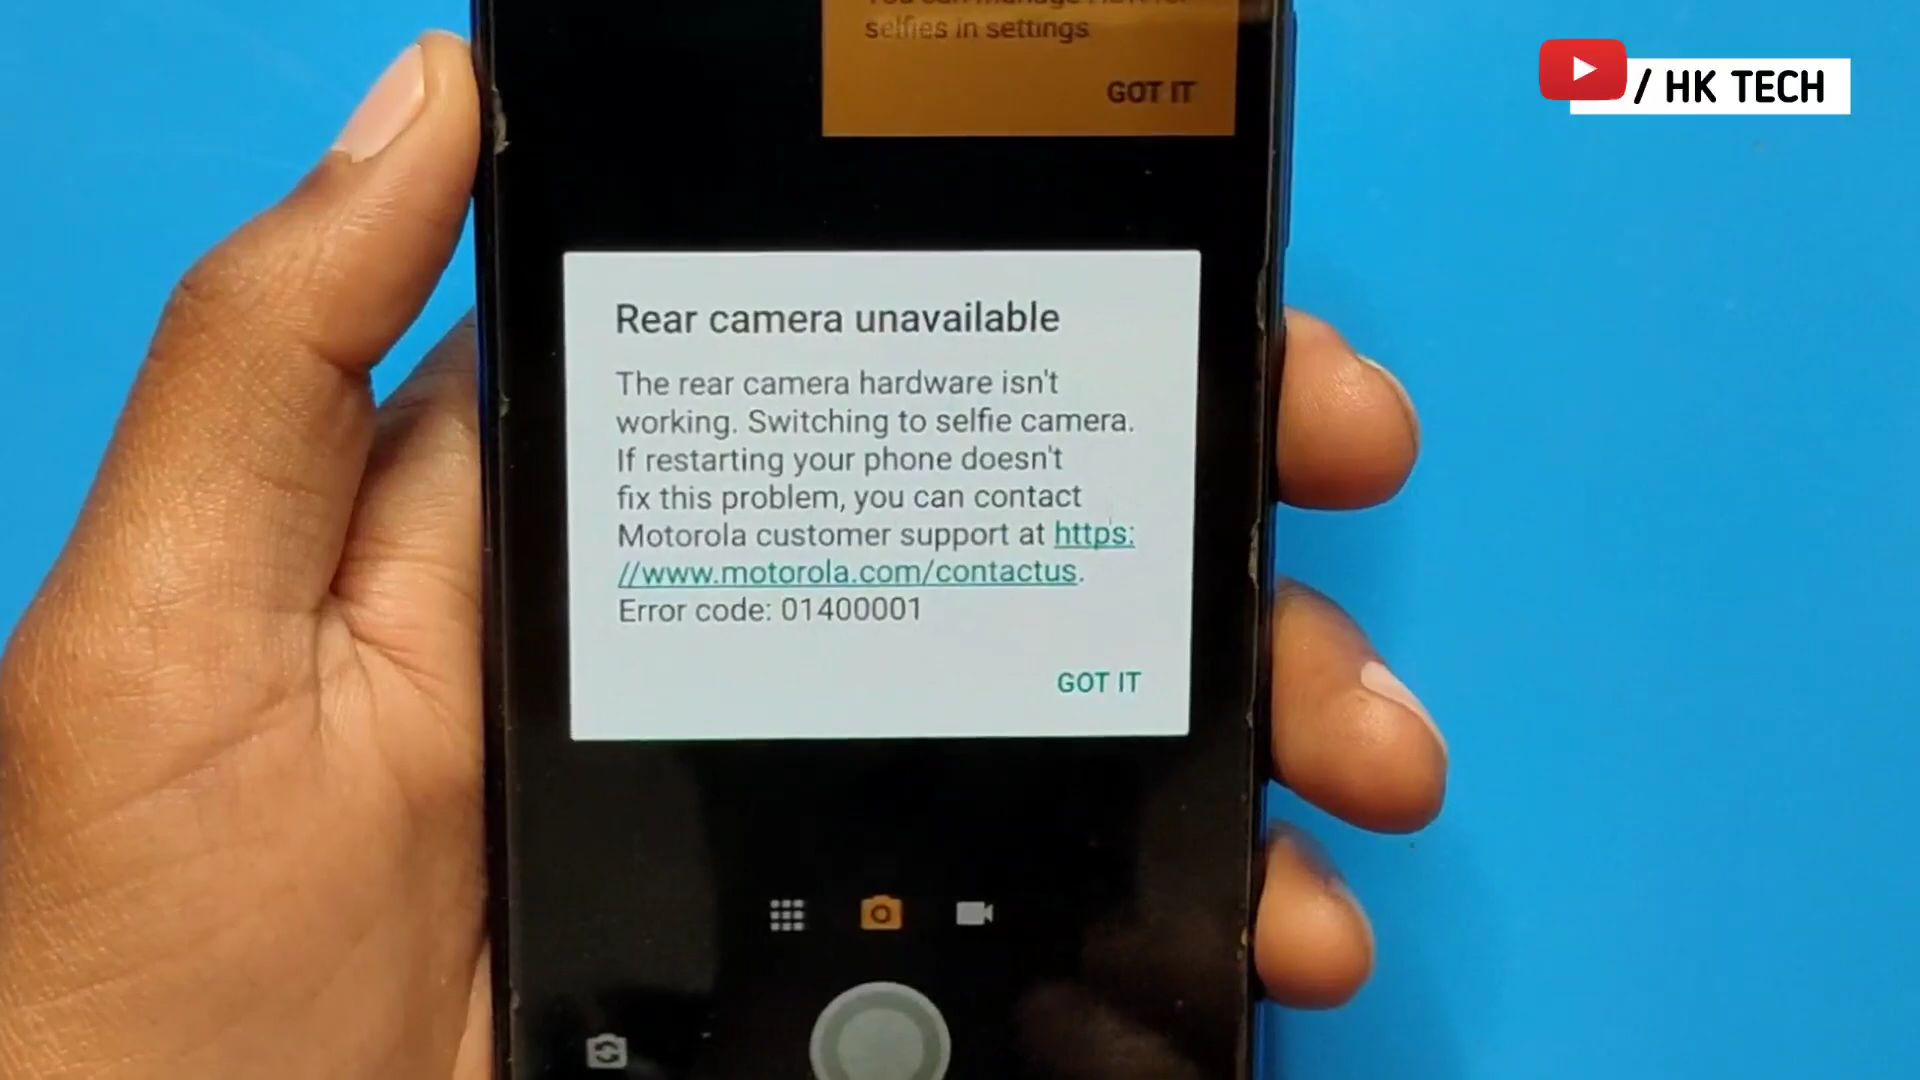 selfies in settings
GOT IT
/ HK TECH
Rear camera unavailable
The rear camera hardware isn't
working. Switching to selfie camera.
If restarting your phone doesn't
fix this problem, you can contact
Motorola customer support at https:
//www.motorola.com/contactus.
Error code: 01400001
GOT IT